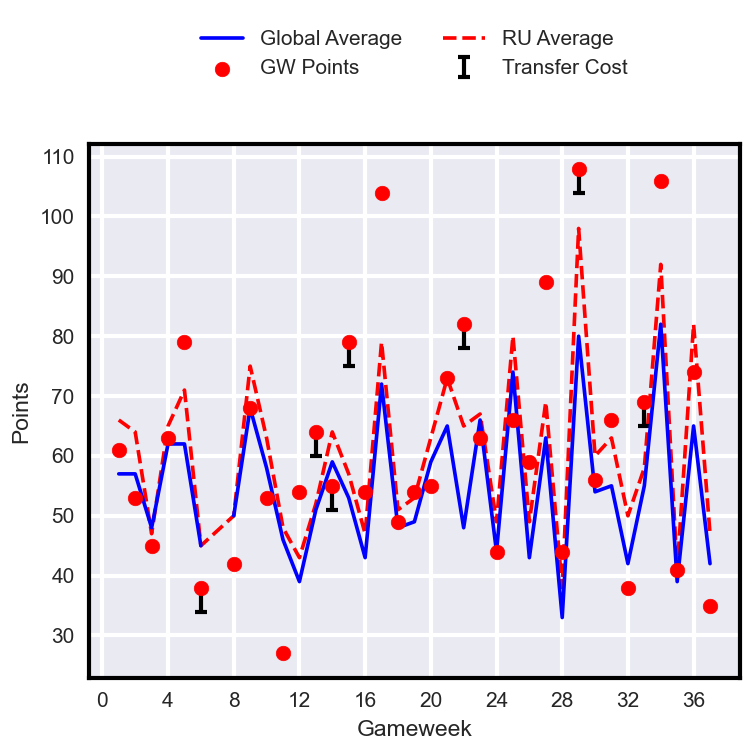 Global Average
RU Average
GW Points
Transfer Cost
110
100
90
80
70
60
50
40
30
Points
0 4 8 12 16 20 24 28 32 36
Gameweek